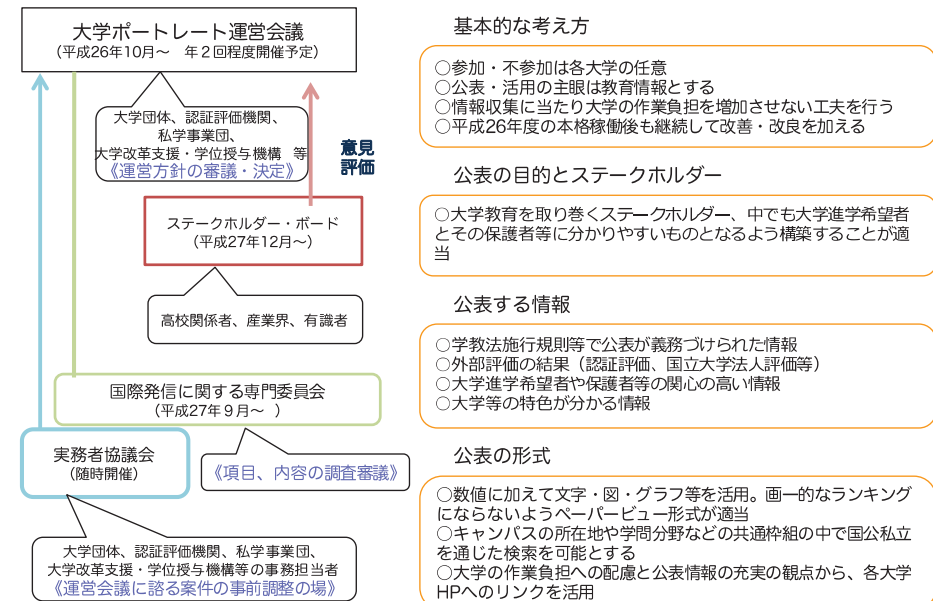 大学ポートレート運営会議
(平成26年10月～　年２回程度開催予定)
大学団体、認証評価機関、
私学事業団、
大学改革支援・学位授与機構　等
《運営方針の審議・決定》
意見
評価
ステークホルダー・ボード
(平成27年12月～)
高校関係者、産業界、有識者
国際発信に関する専門委員会
(平成27年９月～　)
実務者協議会
(随時開催)
《項目、内容の調査審議》
大学団体、認証評価機関、私学事業団、
大学改革支援・学位授与機構等の事務担当者
《運営会議に諮る案件の事前調整の場》
基本的な考え方
○参加・不参加は各大学の任意
○公表・活用の主眼は教育情報とする
○情報収集に当たり大学の作業負担を増加させない工夫を行う
○平成26年度の本格稼働後も継続して改善・改良を加える
公表の目的とステークホルダー
○大学教育を取り巻くステークホルダー、中でも大学進学希望者
とその保護者等に分かりやすいものとなるよう構築することが適
当
公表する情報
○学教法施行規則等で公表が義務づけられた情報
○外部評価の結果（認証評価、国立大学法人評価等）
○大学進学希望者や保護者等の関心の高い情報
○大学等の特色が分かる情報
公表の形式
○数値に加えて文字・図・グラフ等を活用。画一的なランキング
にならないようペーパービュー形式が適当
○キャンパスの所在地や学問分野などの共通枠組の中で国公私立
を通じた検索を可能とする
○大学の作業負担への配慮と公表情報の充実の観点から、各大学
HPへのリンクを活用